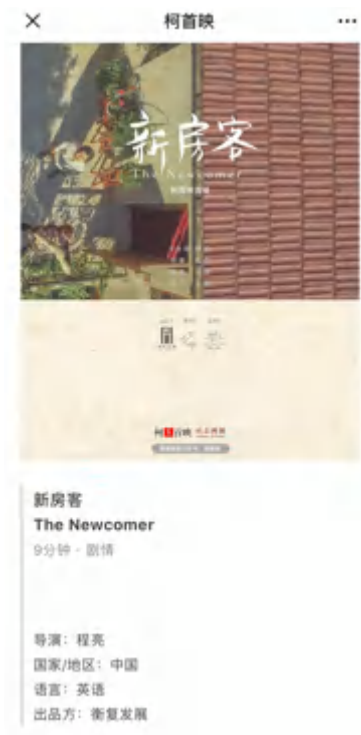 柯首映
新房客
The Newcomer
新房客
The Newcomer
9分钟 · 剧情
导演：程亮
国家/地区：中国
语言：英语
出品方：衡复发展